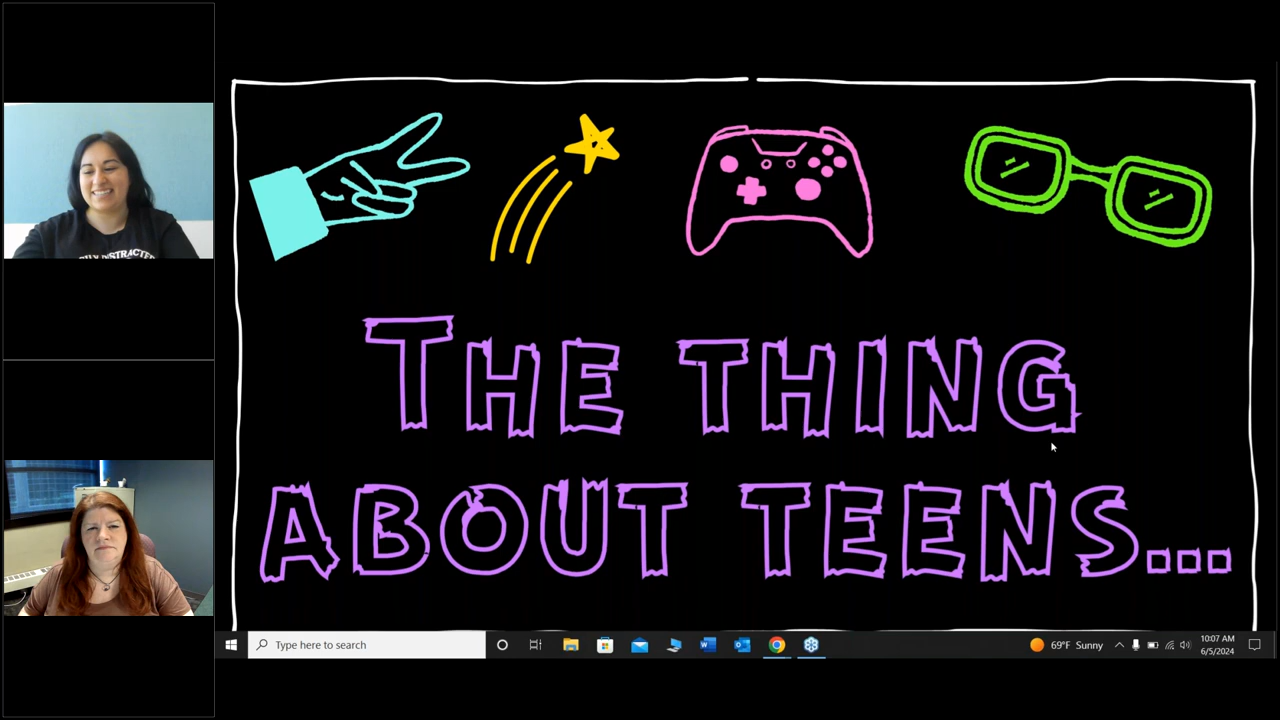 THE THING
ABOUT TEENS...
Type here to search
69°F Sunny
10:07 AM
6/5/2024